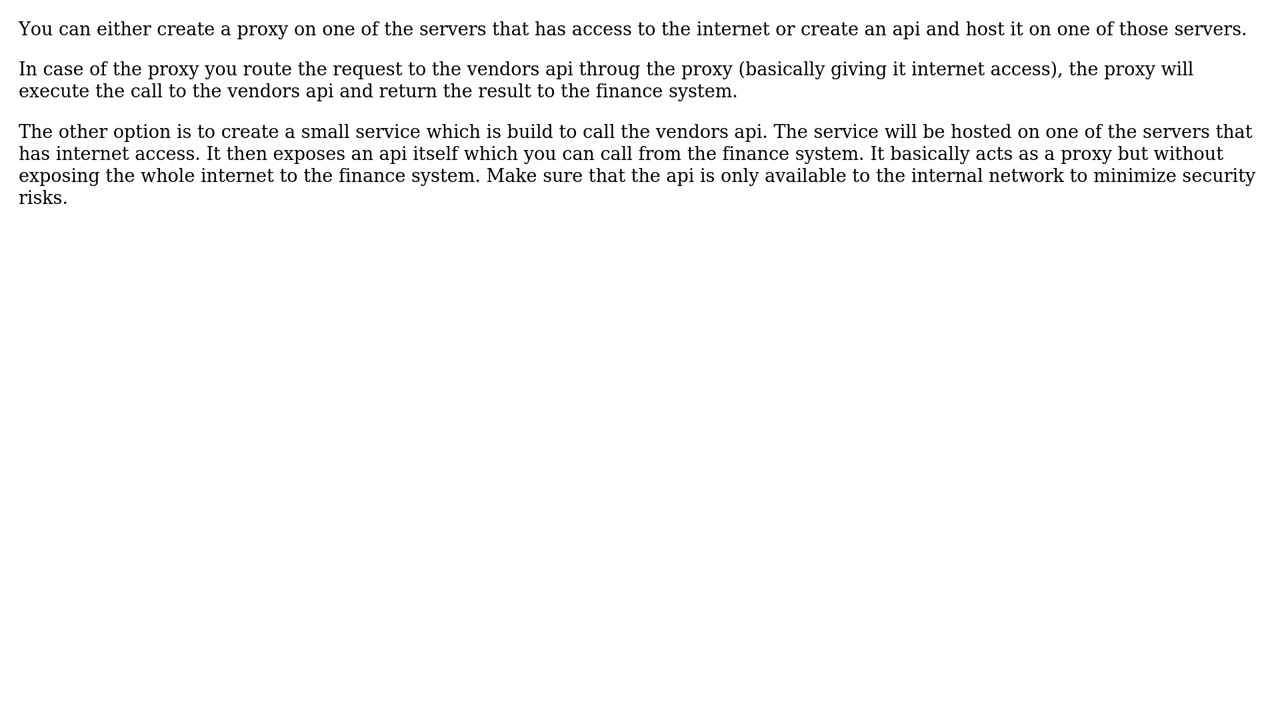 You can either create a proxy on one of the servers that has access to the internet or create an api and host it on one of those servers.
In case of the proxy you route the request to the vendors api throug the proxy (basically giving it internet access), the proxy will
execute the call to the vendors api and return the result to the finance system.
The other option is to create a small service which is build to call the vendors api. The service will be hosted on one of the servers that
has internet access. It then exposes an api itself which you can call from the finance system. It basically acts as a proxy but without
exposing the whole internet to the finance system. Make sure that the api is only available to the internal network to minimize security
risks.